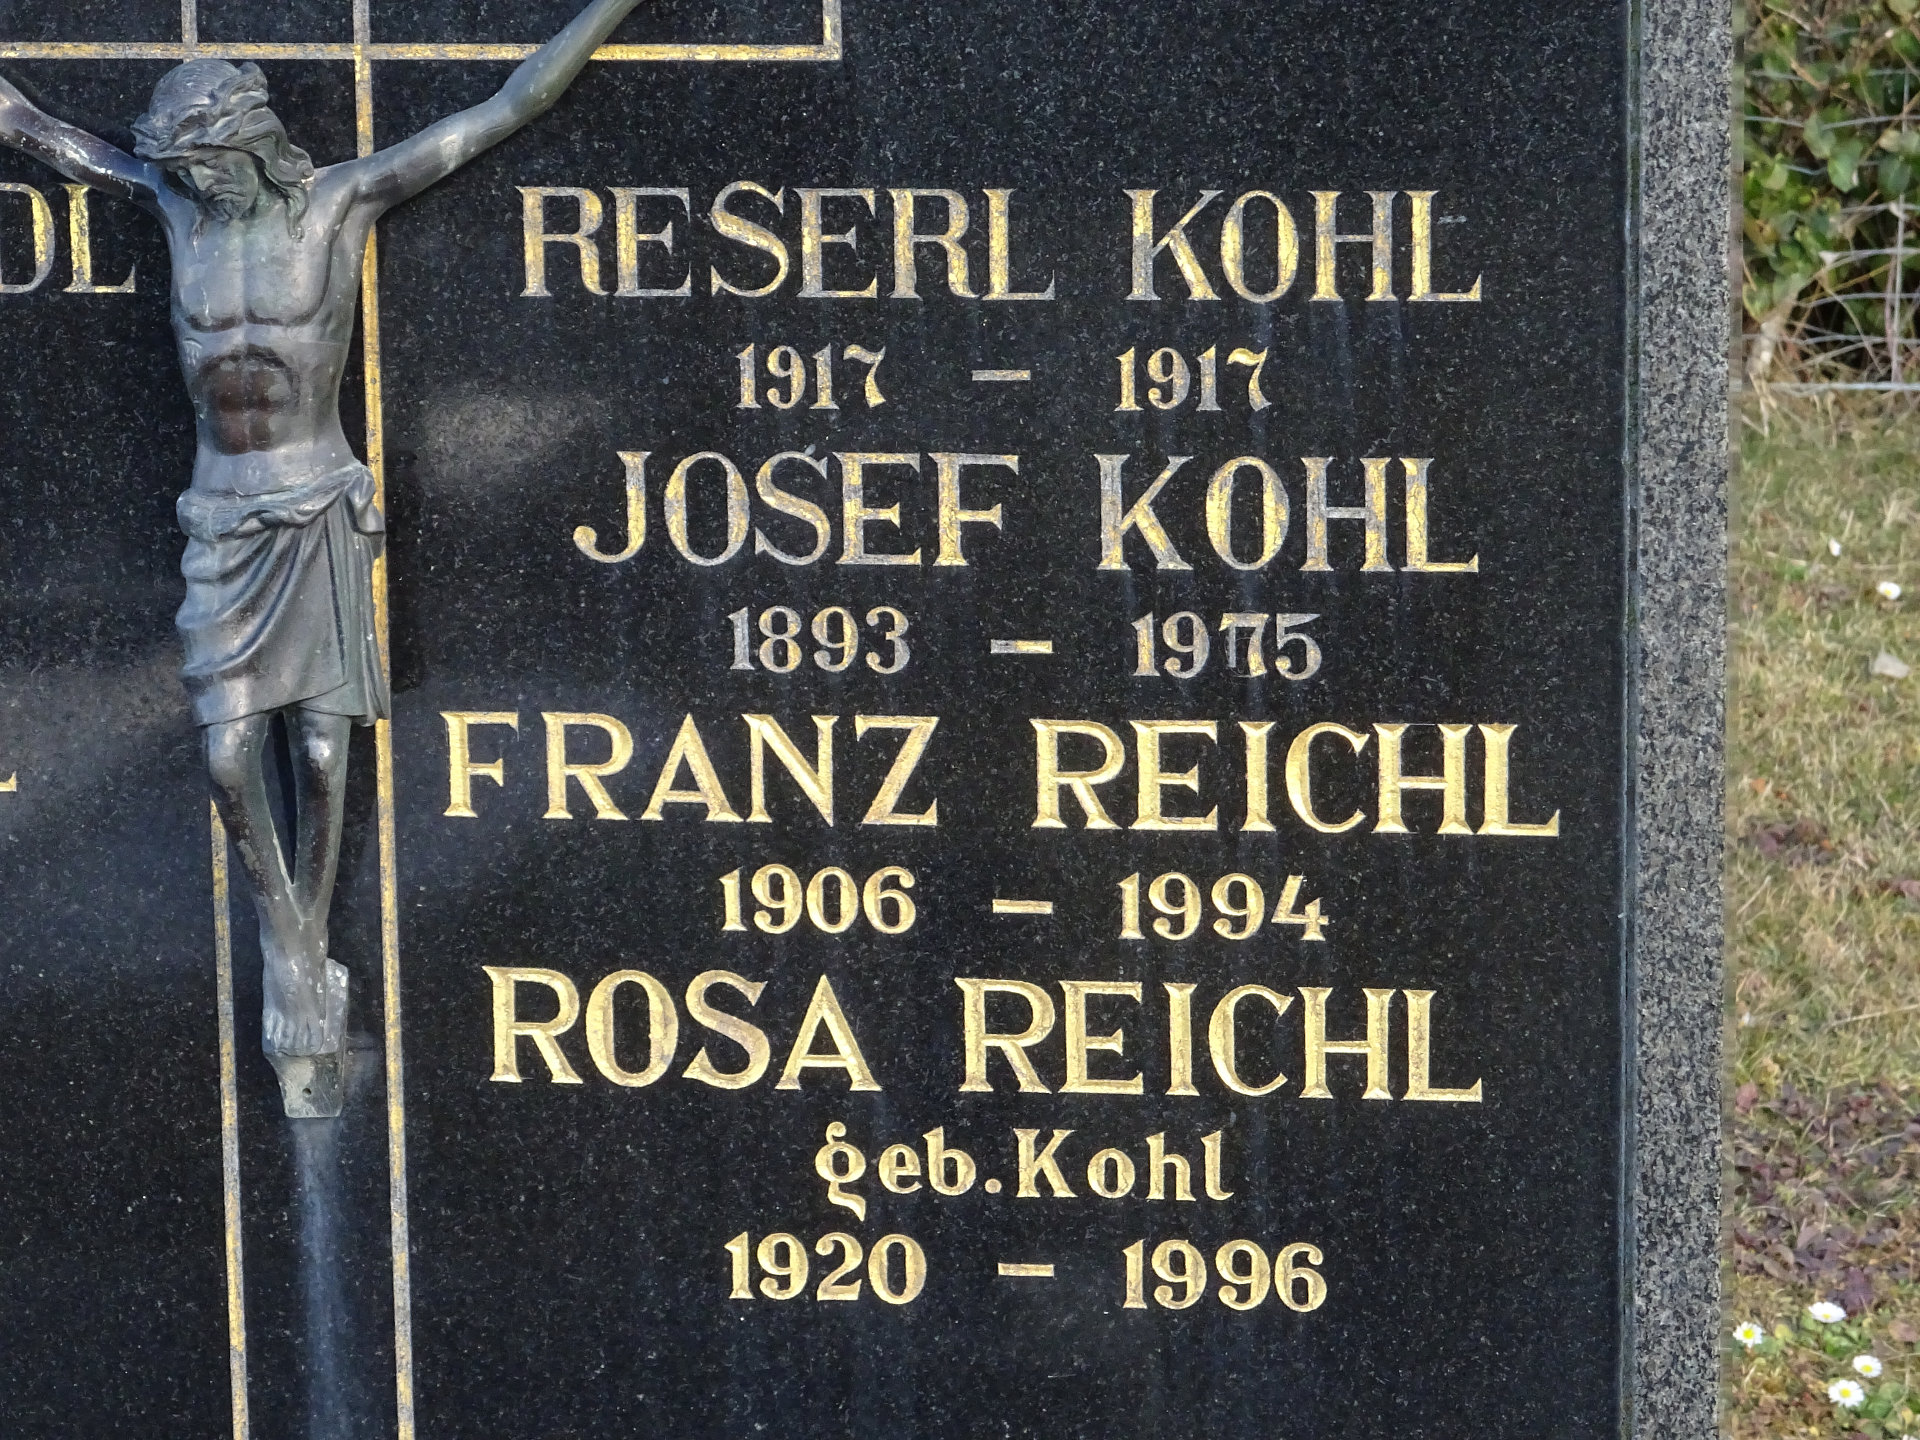 RESERL KOHL
1917 – 1917
JOSEF KOHL
1893 – 1975
FRANZ REICHL
1906 – 1994
ROSA REICHL
geb. Kohl
1920 – 1996